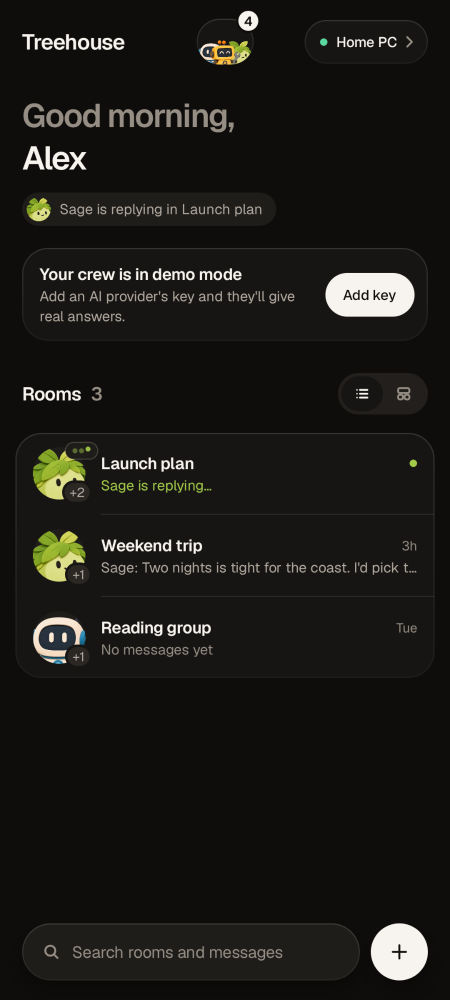 Treehouse
4
Home PC
Good morning,
Alex
Sage is replying in Launch plan
Your crew is in demo mode
Add an AI provider's key and they'll give
real answers.
Add key
Rooms 3
Launch plan
+2
Sage is replying...
Weekend trip
3h
+1
Sage: Two nights is tight for the coast. I'd pick t...
Reading group
Tue
+1
No messages yet
Search rooms and messages